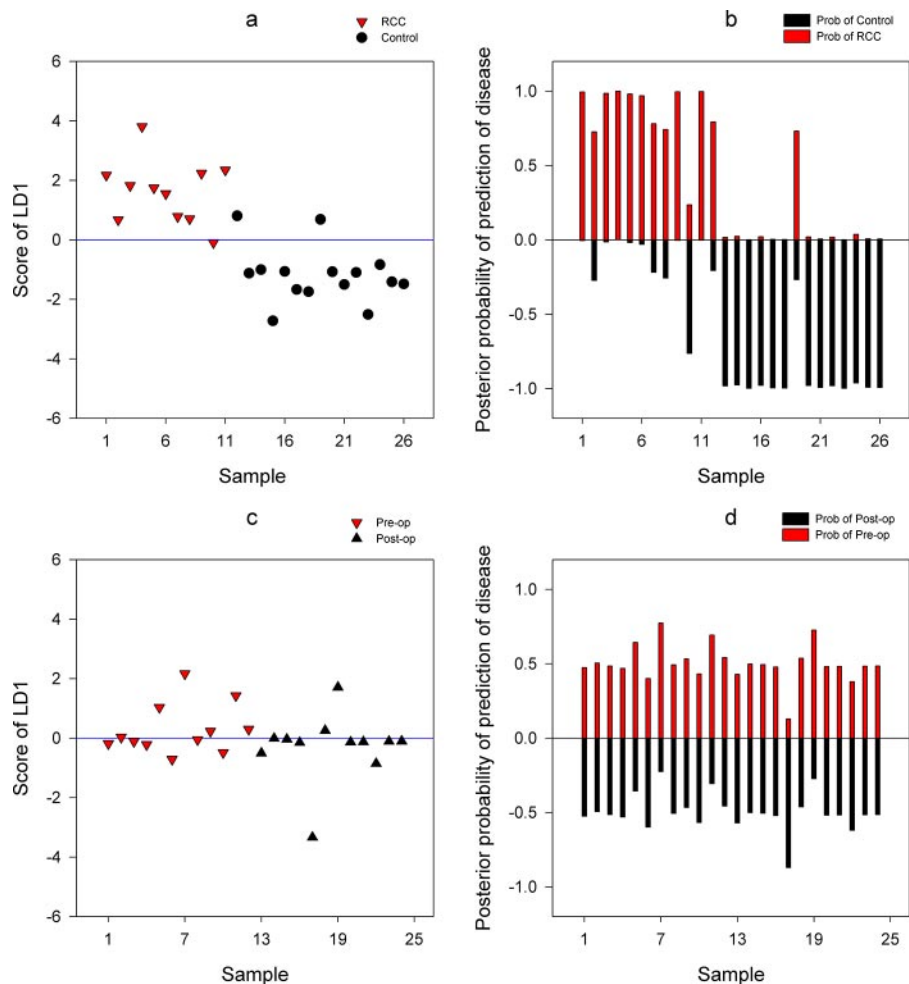 a
RCC
Control
6
4
2
0
-2
-4
-6
Score of LD1
1 6 11 16 21 26
Sample
b
Prob of Control
Prob of RCC
1.0
0.5
0.0
-0.5
-1.0
Posterior probability of prediction of disease
1 6 11 16 21 26
Sample
c
Pre-op
Post-op
6
4
2
0
-2
-4
-6
Score of LD1
1 7 13 19 25
Sample
d
Prob of Post-op
Prob of Pre-op
1.0
0.5
0.0
-0.5
-1.0
Posterior probability of prediction of disease
1 7 13 19 25
Sample